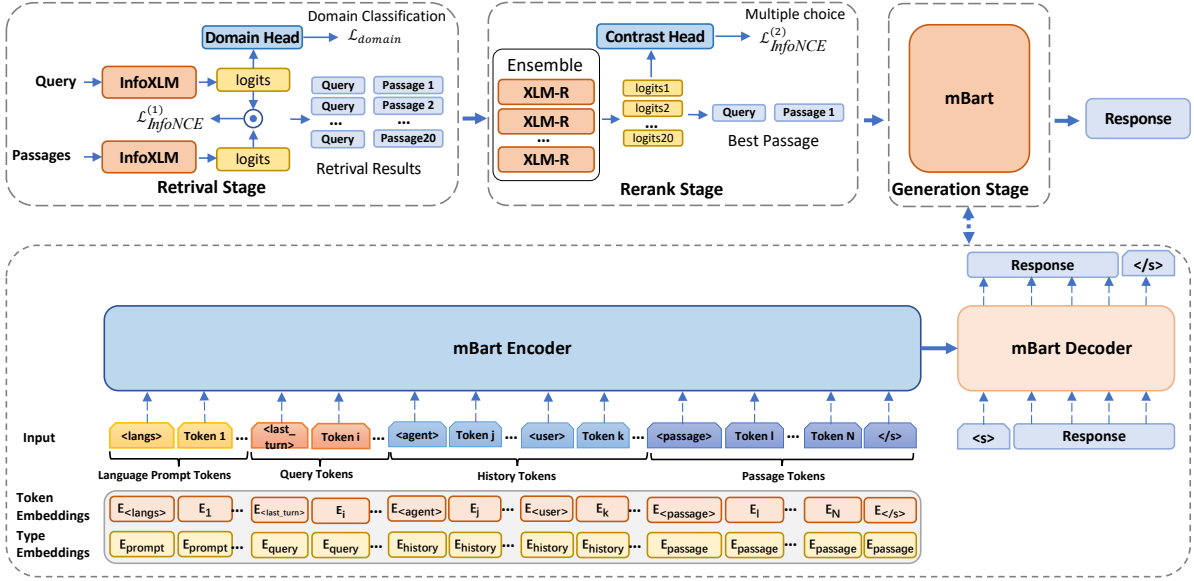 Domain Classification
Domain Head
ℒdomain
Query
InfoXLM
logits
ℒ(1)InfoNCE
Passages
InfoXLM
logits
Query Passage 1
Query Passage 2
... ...
Query Passage20
Retrival Results
Retrival Stage
Multiple choice
Contrast Head
ℒ(2)InfoNCE
Ensemble
XLM-R
XLM-R
...
XLM-R
logits1
logits2
...
logits20
Query Passage 1
Best Passage
Rerank Stage
mBart
Generation Stage
Response
Response </s>
mBart Encoder
mBart Decoder
Input
<langs> Token 1 ... <last_turn> Token i ... <agent> Token j ... <user> Token k ... <passage> Token l ... Token N </s>
<s> Response
Language Prompt Tokens Query Tokens History Tokens Passage Tokens
Token Embeddings
E<langs> E1 ... E<last_turn> Ei ... E<agent> Ej ... E<user> Ek ... E<passage> El ... EN E</s>
Type Embeddings
Eprompt Eprompt ... Equery Equery ... Ehistory Ehistory ... Ehistory Ehistory ... Epassage Epassage ... Epassage Epassage